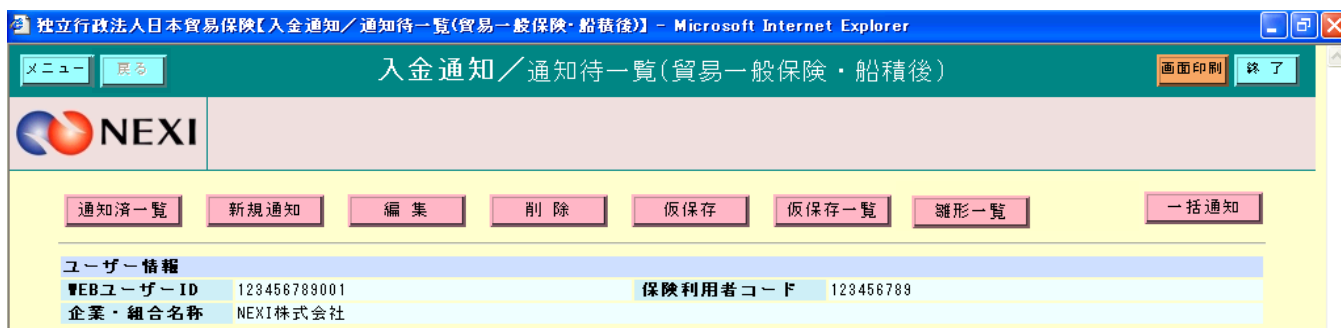 独立行政法人日本貿易保険【入金通知／通知待一覧(貿易一般保険・船積後)】 - Microsoft Internet Explorer
メニュー 戻る 入金通知／通知待一覧(貿易一般保険・船積後) 画面印刷 終 了
NEXI
通知済一覧 新規通知 編 集 削 除 仮保存 仮保存一覧 雛形一覧 一括通知
ユーザー情報
WEBユーザーID 123456789001 保険利用者コード 123456789
企業・組合名称 NEXI株式会社